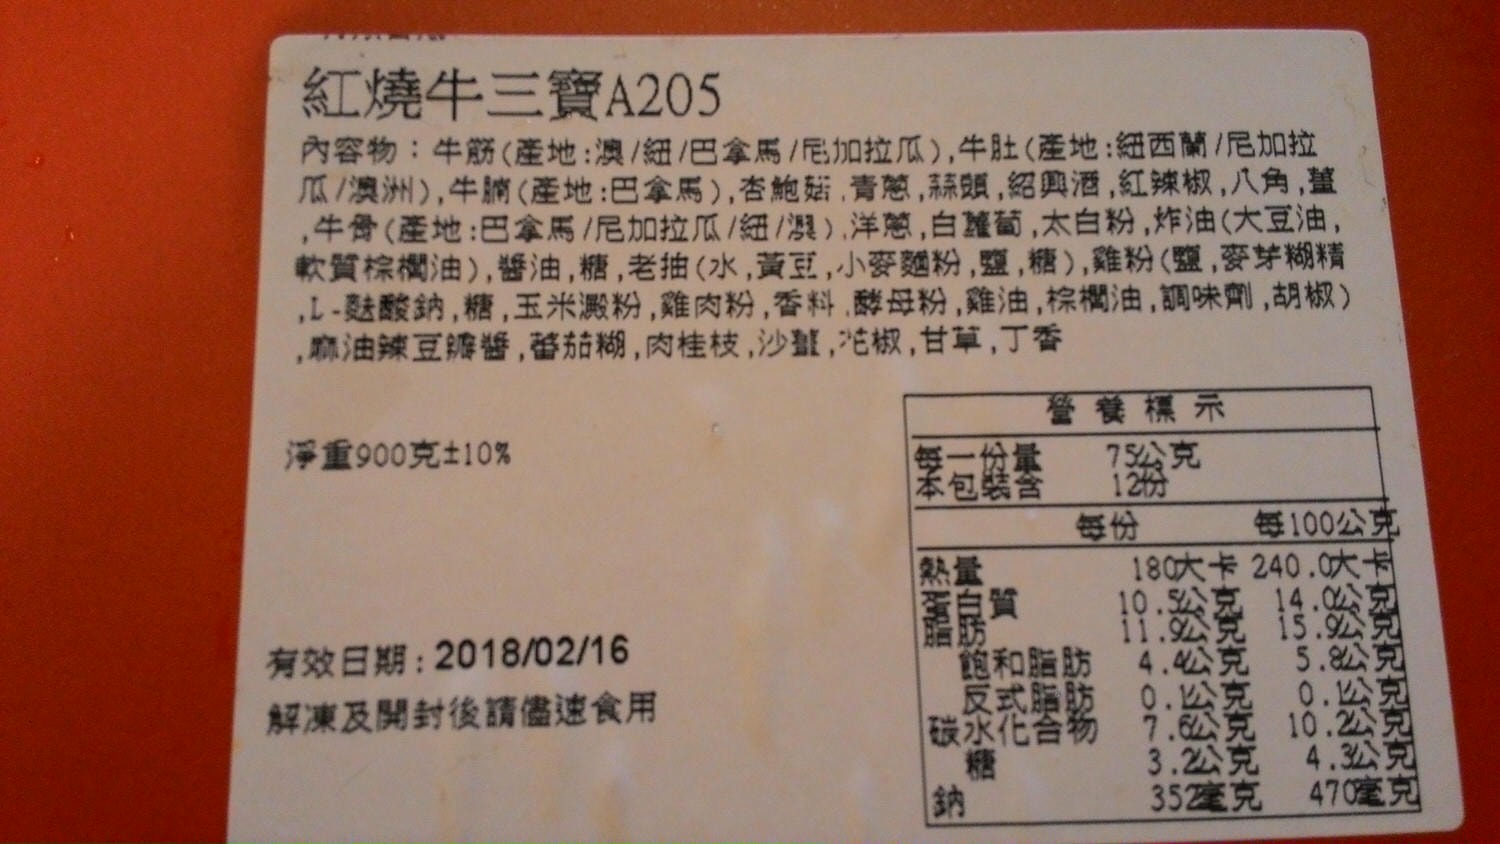 紅燒牛三寶A205
內容物：牛筋(產地:澳/紐/巴拿馬/尼加拉瓜),牛肚(產地:紐西蘭/尼加拉
瓜/澳洲),牛腩(產地:巴拿馬),杏鮑菇,青蔥,蒜頭,紹興酒,紅辣椒,八角,薑
,牛骨(產地:巴拿馬/尼加拉瓜/紐/澳),洋蔥,白蘿蔔,太白粉,炸油(大豆油,
軟質棕櫚油),醬油,糖,老抽(水,黃豆,小麥麵粉,鹽,糖),雞粉(鹽,麥芽糊精
,L-麩酸鈉,糖,玉米澱粉,雞肉粉,香料,酵母粉,雞油,棕櫚油,調味劑,胡椒)
,麻油辣豆瓣醬,蕃茄糊,肉桂枝,沙薑,花椒,甘草,丁香
淨重900克±10%
有效日期:2018/02/16
解凍及開封後請儘速食用
營養標示
每一份量 75公克
本包裝含 12份
每份 每100公克
熱量 180大卡 240.0大卡
蛋白質 10.5公克 14.0公克
脂肪 11.9公克 15.9公克
飽和脂肪 4.4公克 5.8公克
反式脂肪 0.1公克 0.1公克
碳水化合物 7.6公克 10.2公克
糖 3.2公克 4.3公克
鈉 352毫克 470毫克